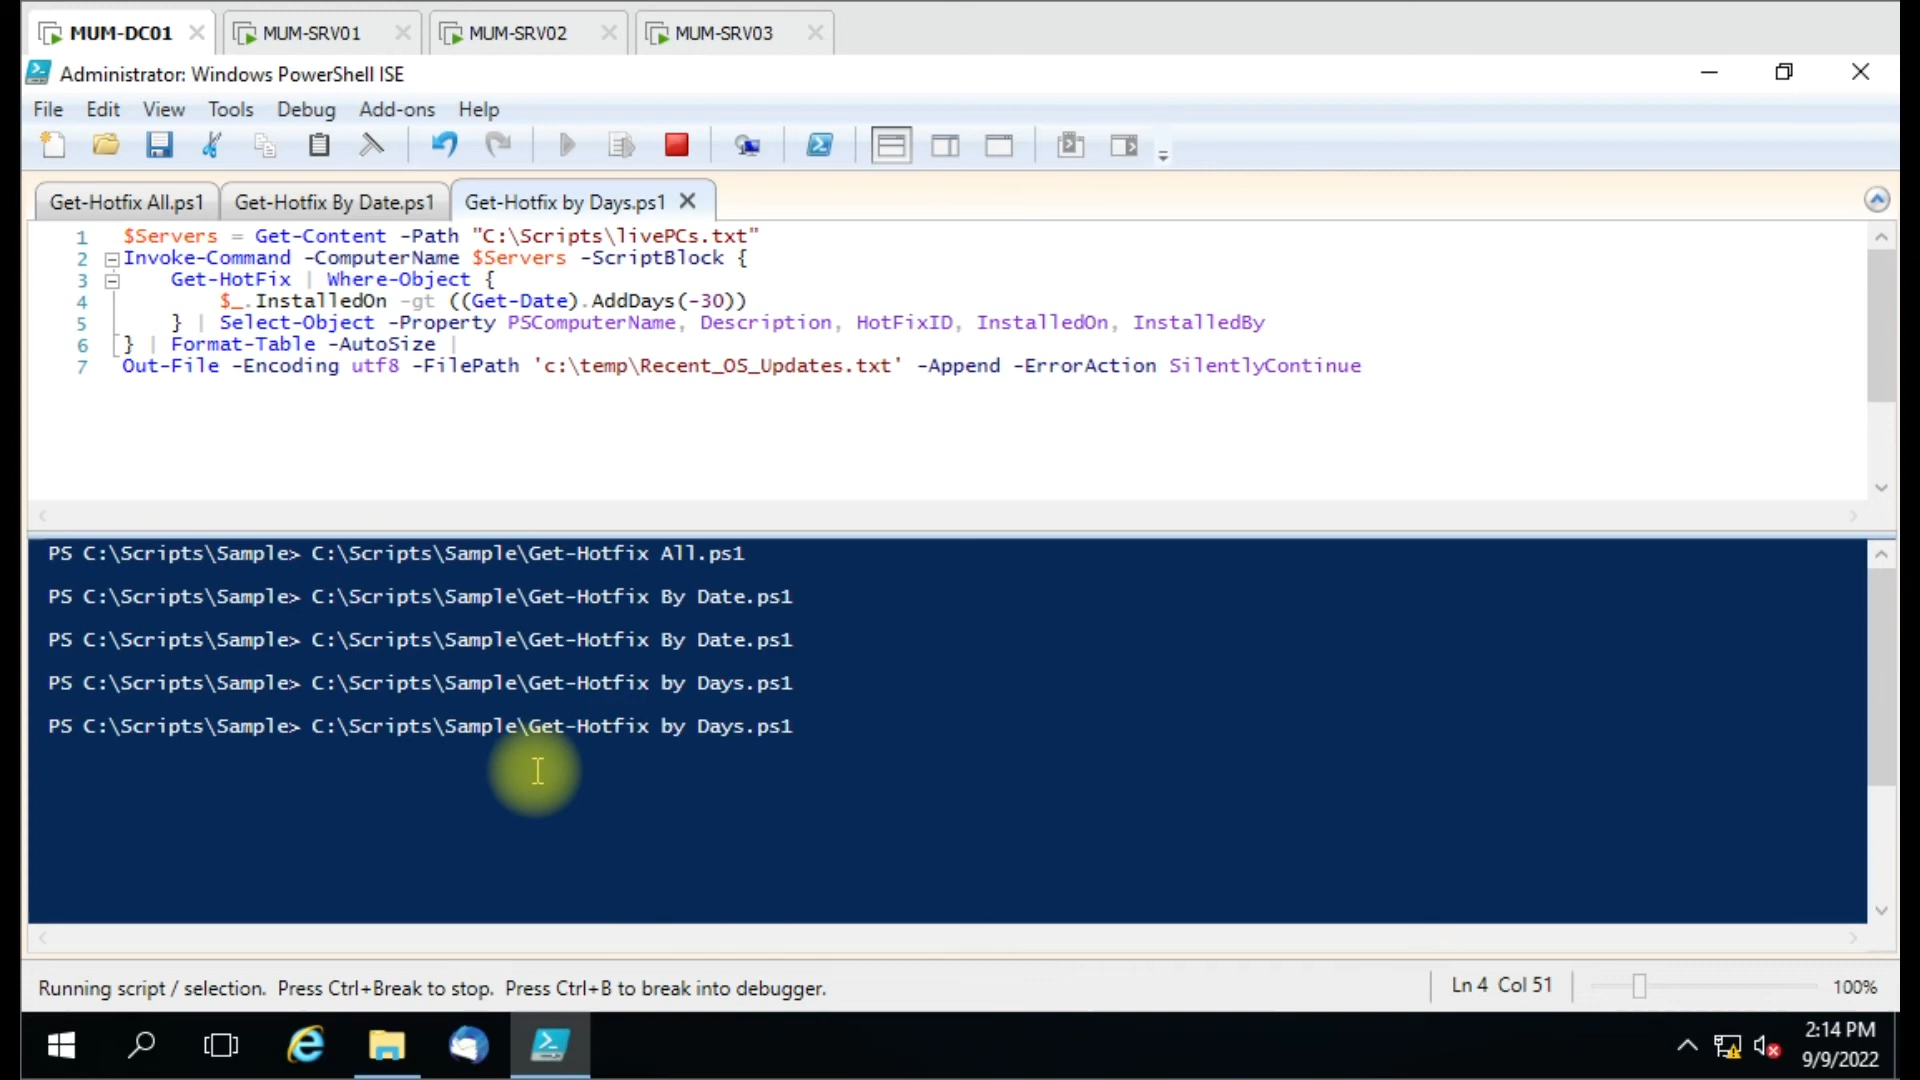 MUM-DC01 MUM-SRV01 MUM-SRV02 MUM-SRV03
Administrator: Windows PowerShell ISE
File Edit View Tools Debug Add-ons Help
Get-Hotfix All.ps1 Get-Hotfix By Date.ps1 Get-Hotfix by Days.ps1
1 $Servers = Get-Content -Path "C:\Scripts\livePCs.txt"
2 Invoke-Command -ComputerName $Servers -ScriptBlock {
3 Get-HotFix | Where-Object {
4 $_.InstalledOn -gt ((Get-Date).AddDays(-30))
5 } | Select-Object -Property PSComputerName, Description, HotFixID, InstalledOn, InstalledBy
6 } | Format-Table -AutoSize |
7 Out-File -Encoding utf8 -FilePath 'c:\temp\Recent_OS_Updates.txt' -Append -ErrorAction SilentlyContinue
PS C:\Scripts\Sample> C:\Scripts\Sample\Get-Hotfix All.ps1
PS C:\Scripts\Sample> C:\Scripts\Sample\Get-Hotfix By Date.ps1
PS C:\Scripts\Sample> C:\Scripts\Sample\Get-Hotfix By Date.ps1
PS C:\Scripts\Sample> C:\Scripts\Sample\Get-Hotfix by Days.ps1
PS C:\Scripts\Sample> C:\Scripts\Sample\Get-Hotfix by Days.ps1
Running script / selection. Press Ctrl+Break to stop. Press Ctrl+B to break into debugger.
Ln 4 Col 51 100%
2:14 PM
9/9/2022